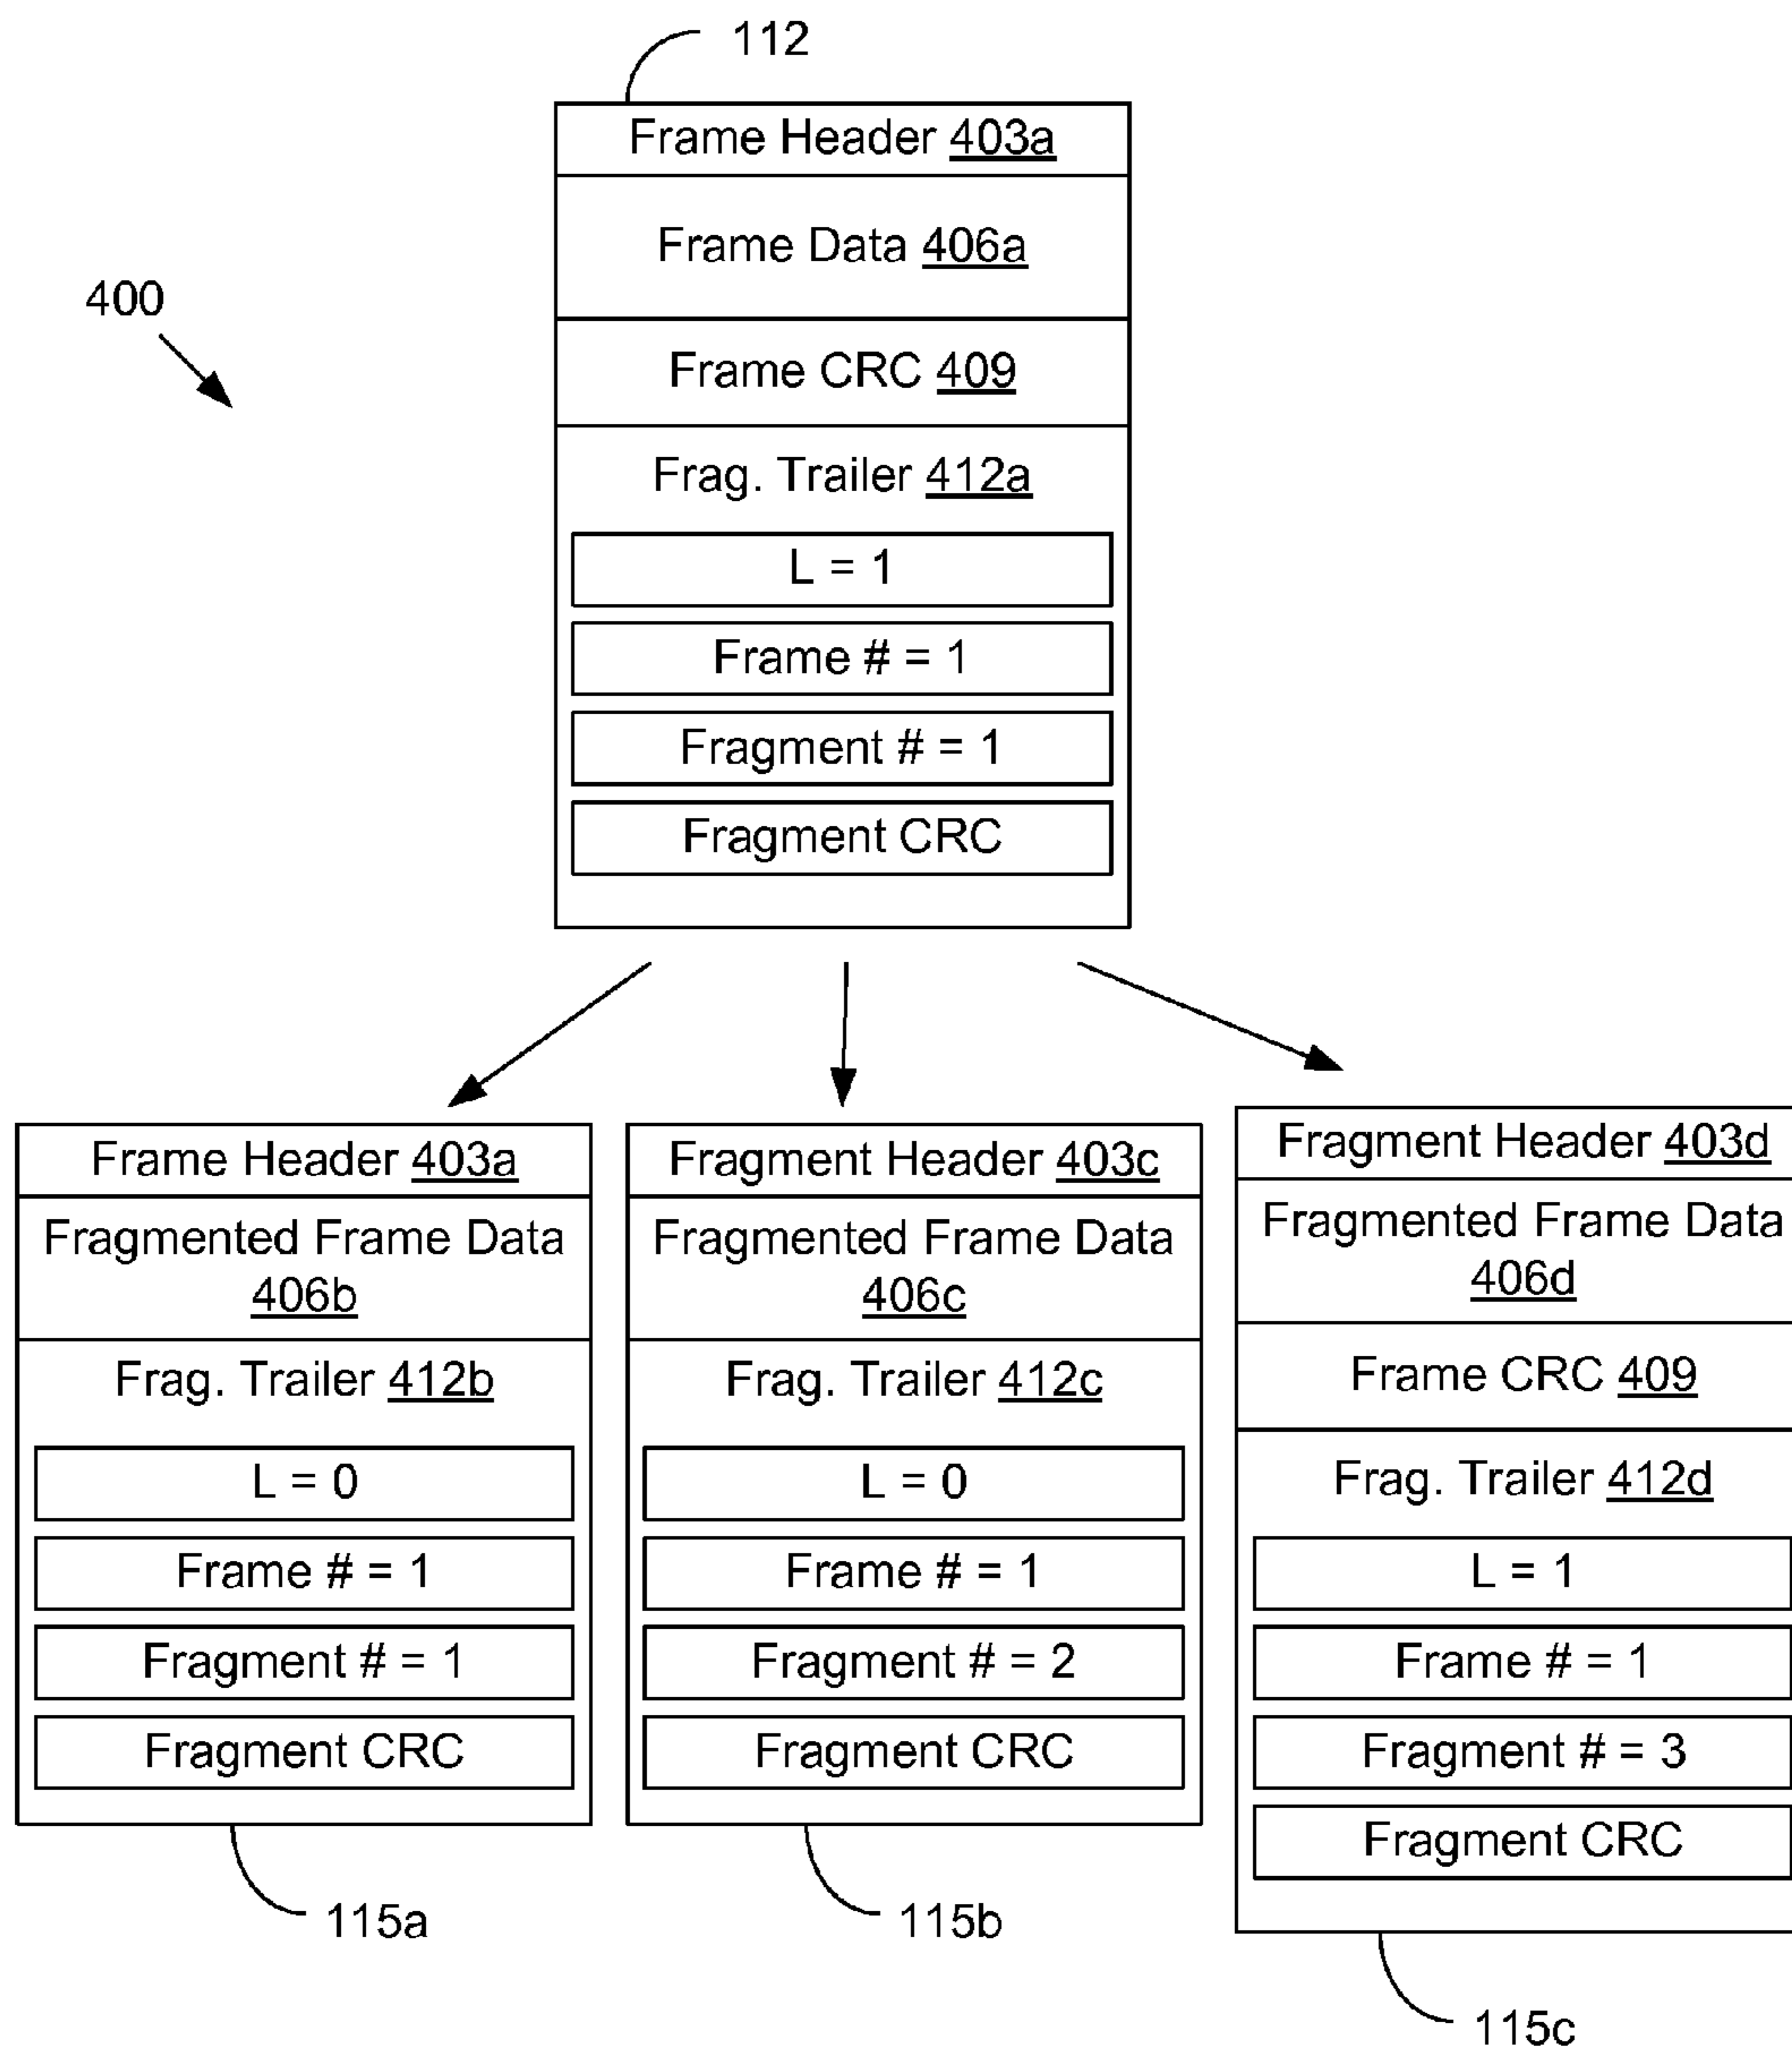 112
Frame Header 403a
Frame Data 406a
400
Frame CRC 409
Frag. Trailer 412a
L = 1
Frame # = 1
Fragment # = 1
Fragment CRC
Frame Header 403a
Fragmented Frame Data
406b
Frag. Trailer 412b
L = 0
Frame # = 1
Fragment # = 1
Fragment CRC
115a
Fragment Header 403c
Fragmented Frame Data
406c
Frag. Trailer 412c
L = 0
Frame # = 1
Fragment # = 2
Fragment CRC
115b
Fragment Header 403d
Fragmented Frame Data
406d
Frame CRC 409
Frag. Trailer 412d
L = 1
Frame # = 1
Fragment # = 3
Fragment CRC
115c